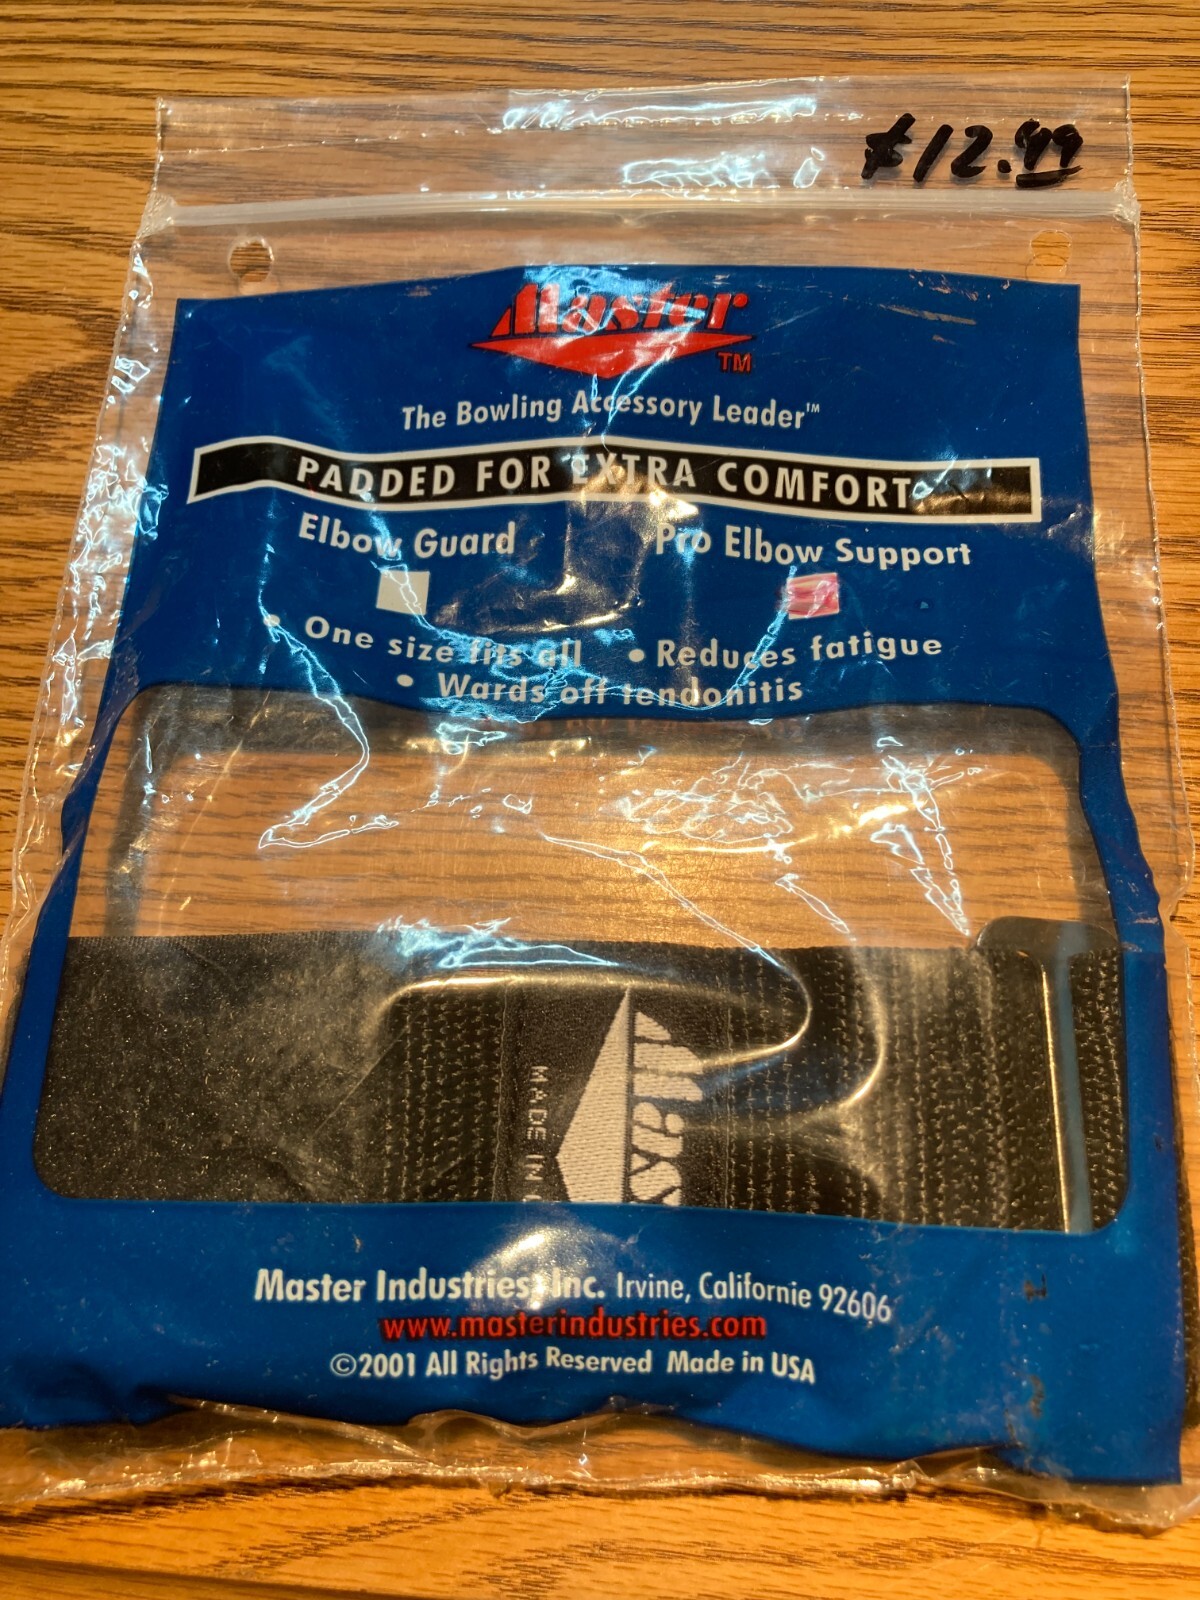 $12.99
Master
TM
The Bowling Accessory Leader™
PADDED FOR EXTRA COMFORT
Elbow Guard Pro Elbow Support
• One size fits all • Reduces fatigue
• Wards off tendonitis
MADE IN
Master Industries, Inc. Irvine, Californie 92606
www.masterindustries.com
©2001 All Rights Reserved Made in USA